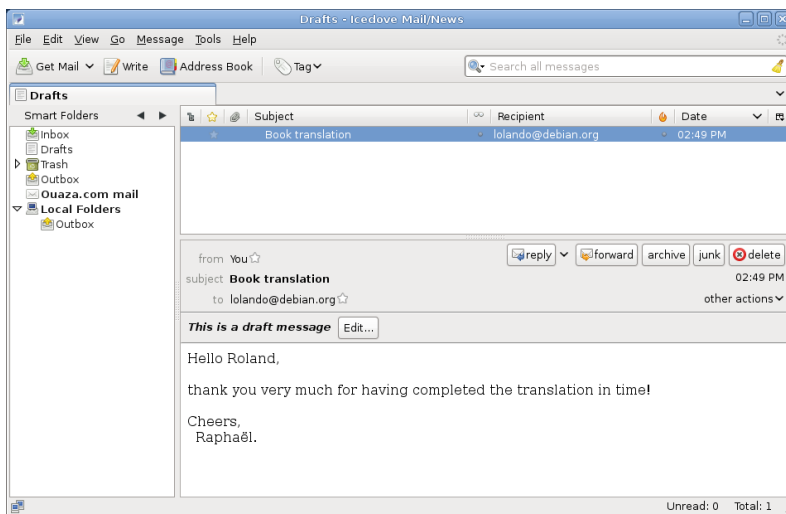 Drafts - Icedove Mail/News
File Edit View Go Message Tools Help
Get Mail Write Address Book Tag Search all messages
Drafts
Smart Folders Subject Recipient Date
Inbox
Book translation lolando@debian.org 02:49 PM
Drafts
Trash
Outbox
Ouaza.com mail
Local Folders
Outbox
from You reply forward archive junk delete
subject Book translation 02:49 PM
to lolando@debian.org other actions
This is a draft message Edit...
Hello Roland,
thank you very much for having completed the translation in time!
Cheers,
Raphaël.
Unread: 0 Total: 1